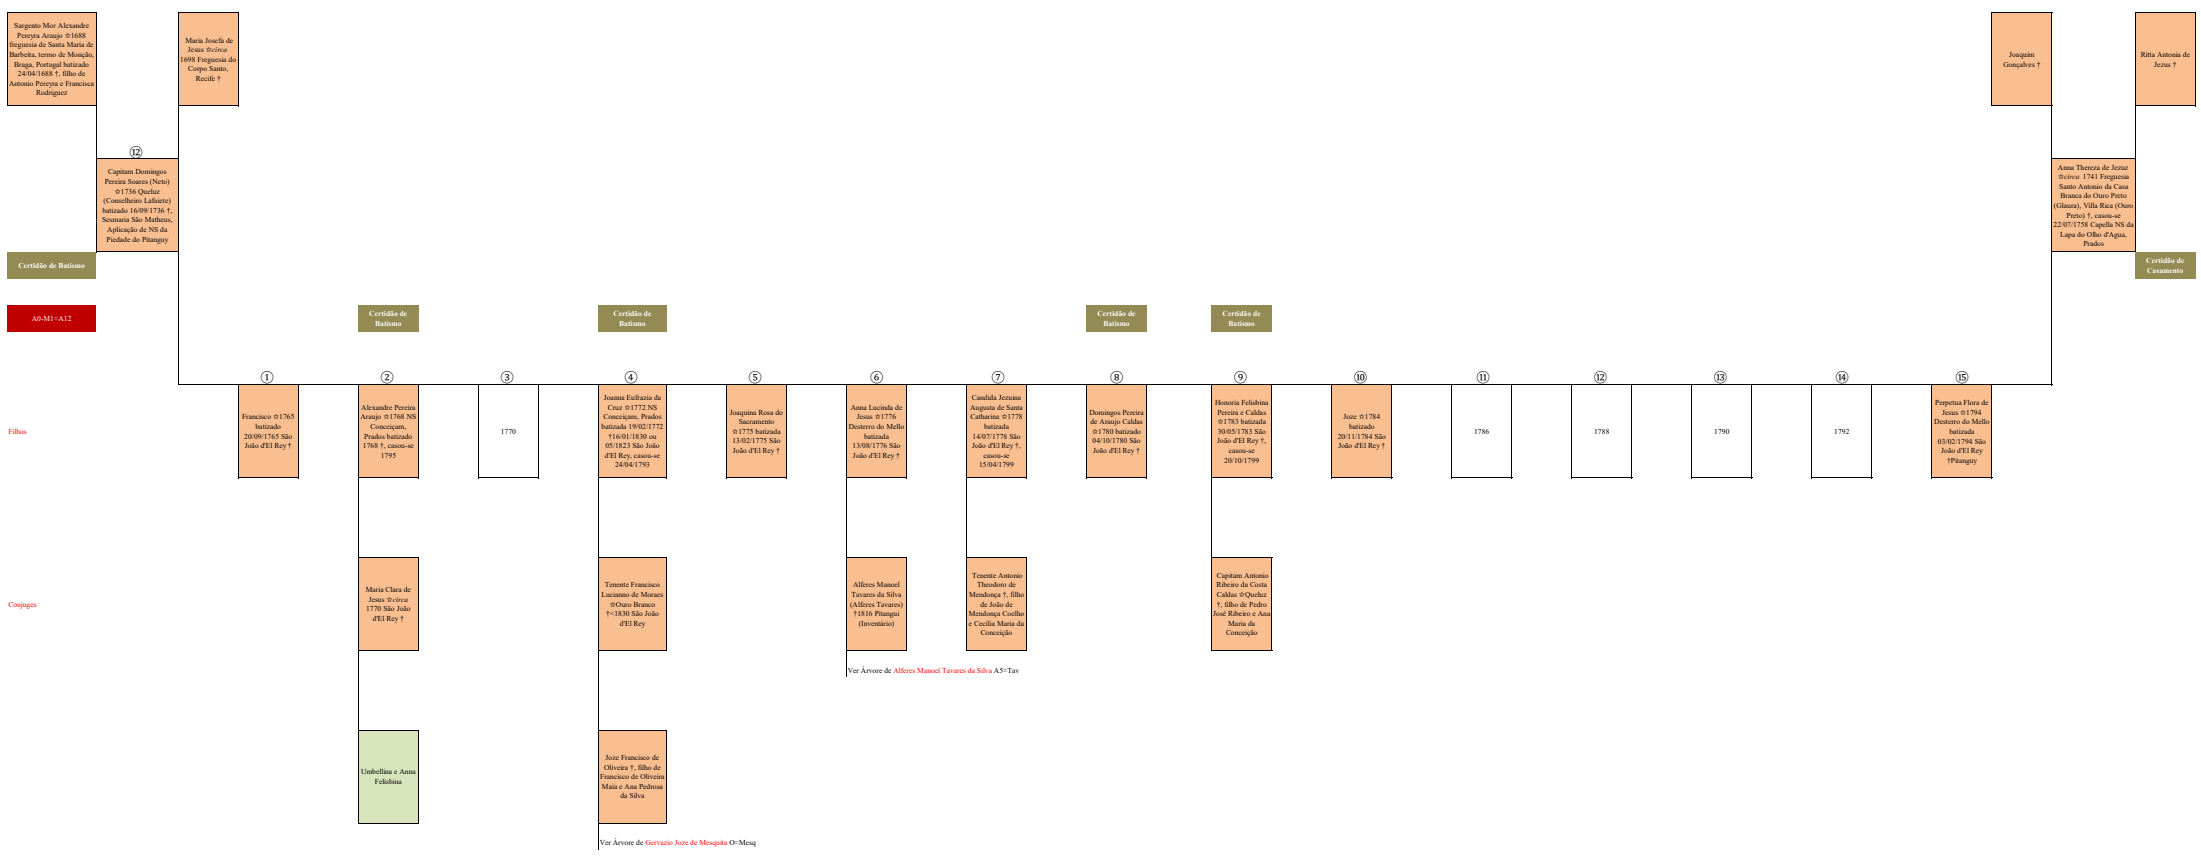 Sargento Mor Alexandre
Pereyra Araujo ✩1688
freguesia de Santa Maria de
Barbeita, termo de Monção,
Braga, Portugal batizado
24/04/1688 †, filho de
Antonio Pereyra e Francisca
Rodriguez
Maria Josefa de
Jesus ✩circa
1698 Freguesia do
Corpo Santo,
Recife †
Joaquim
Gonçalves †
Ritta Antonia de
Jezus †
⑫
Capitam Domingos
Pereira Soares (Neto)
✩1736 Queluz
(Conselheiro Lafaiete)
batizado 16/09/1736 †,
Sesmaria São Matheus,
Aplicação de NS da
Piedade do Pitanguy
Anna Thereza de Jezuz
✩circa 1741 Freguesia
Santo Antonio da Casa
Branca do Ouro Preto
(Glaura), Villa Rica (Ouro
Preto) †, casou-se
22/07/1758 Capella NS da
Lapa do Olho d'Agua,
Prados
Certidão de Batismo
Certidão de
Casamento
A0-M1=A12
Certidão de
Batismo
Certidão de
Batismo
Certidão de
Batismo
Certidão de
Batismo
① ② ③ ④ ⑤ ⑥ ⑦ ⑧ ⑨ ⑩ ⑪ ⑫ ⑬ ⑭ ⑮
Filhos
Francisco ✩1765
batizado
20/09/1765 São
João d'El Rey †
Alexandre Pereira
Araujo ✩1768 NS
Conceiçam,
Prados batizado
1768 †, casou-se
1795
1770
Joanna Eufrazia da
Cruz ✩1772 NS
Conceiçam, Prados
batizada 19/02/1772
†16/01/1830 ou
05/1823 São João
d'El Rey, casou-se
24/04/1793
Joaquina Rosa do
Sacramento
✩1775 batizada
13/02/1775 São
João d'El Rey †
Anna Lucinda de
Jesus ✩1776
Desterro do Mello
batizada
13/08/1776 São
João d'El Rey †
Candida Jezuina
Augusta de Santa
Catharina ✩1778
batizada
14/07/1778 São
João d'El Rey †,
casou-se
15/04/1799
Domingos Pereira
de Araujo Caldas
✩1780 batizado
04/10/1780 São
João d'El Rey †
Honoria Felisbina
Pereira e Caldas
✩1783 batizada
30/05/1783 São
João d'El Rey †,
casou-se
20/10/1799
Joze ✩1784
batizado
20/11/1784 São
João d'El Rey †
1786
1788
1790
1792
Perpetua Flora de
Jesus ✩1794
Desterro do Mello
batizada
03/02/1794 São
João d'El Rey
†Pitanguy
Conjuges
Maria Clara de
Jesus ✩circa
1770 São João
d'El Rey †
Tenente Francisco
Lucianno de Moraes
✩Ouro Branco
†<1830 São João
d'El Rey
Alferes Manoel
Tavares da Silva
(Alferes Tavares)
†1816 Pitangui
(Inventário)
Tenente Antonio
Theodoro de
Mendonça †, filho
de João de
Mendonça Coelho
e Cecilia Maria da
Conceição
Capitam Antonio
Ribeiro da Costa
Caldas ✩Queluz
†, filho de Pedro
José Ribeiro e Ana
Maria da
Conceição
Ver Árvore de Alferes Manoel Tavares da Silva A5=Tav
Umbellina e Anna
Felisbina
Joze Francisco de
Oliveira †, filho de
Francisco de Oliveira
Maia e Ana Pedrosa
da Silva
Ver Árvore de Gervazio Joze de Mesquita O=Mesq